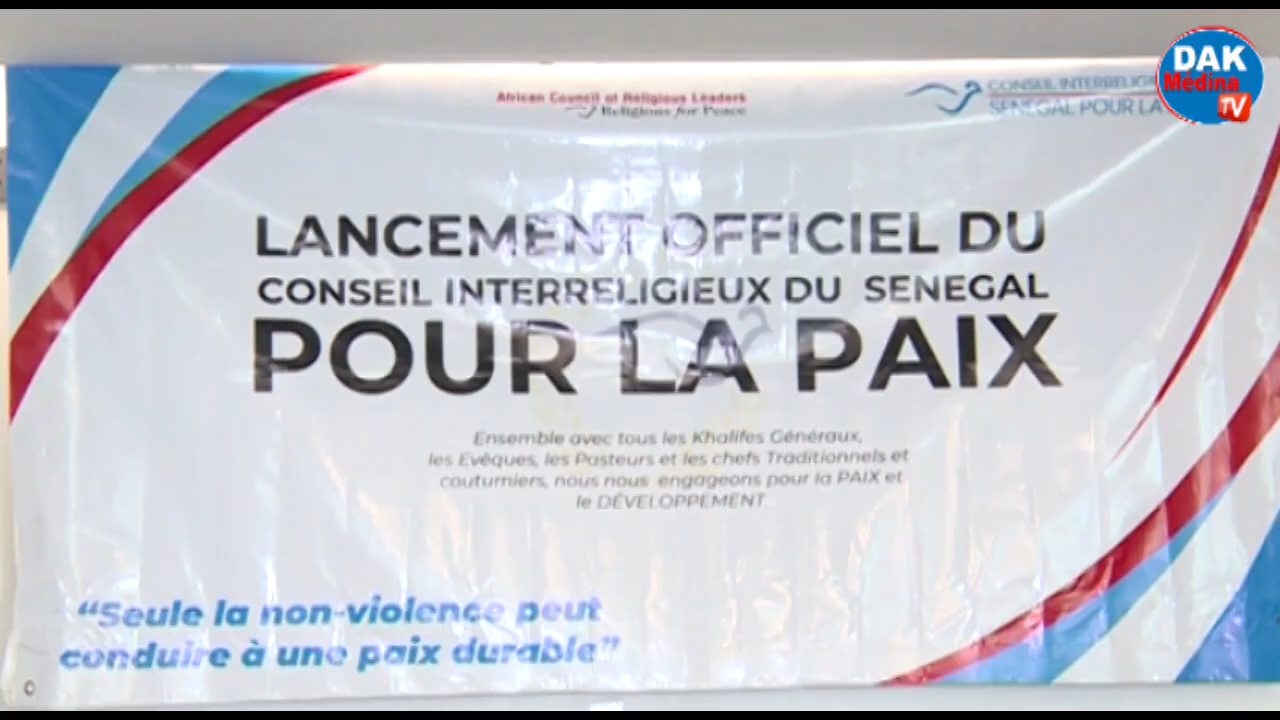 DAK
Médina
TV
African Council of Religious Leaders
Religions for Peace
CONSEIL INTERRELIGI
SENEGAL POUR LA
LANCEMENT OFFICIEL DU
CONSEIL INTERRELIGIEUX DU SENEGAL
POUR LA PAIX
Ensemble avec tous les Khalifes Généraux,
les Evêques, les Pasteurs et les chefs Traditionnels et
coutumiers, nous nous engageons pour la PAIX et
le DÉVELOPPEMENT.
“Seule la non-violence peut
conduire à une paix durable”
©